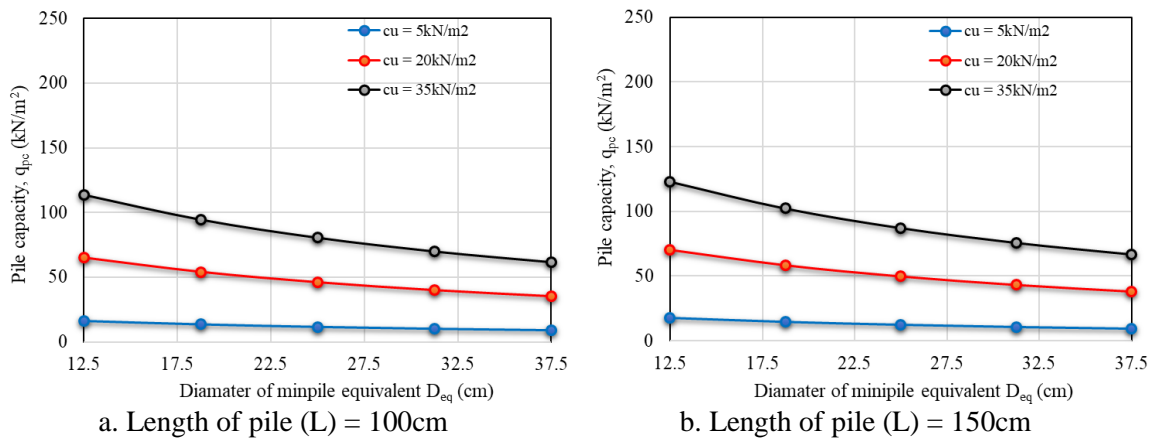 250
200
150
100
50
0
Pile capacity, qpc (kN/m²)
cu = 5kN/m2
cu = 20kN/m2
cu = 35kN/m2
12.5 17.5 22.5 27.5 32.5 37.5
Diamater of minpile equivalent Deq (cm)
a. Length of pile (L) = 100cm
250
200
150
100
50
0
Pile capacity, qpc (kN/m²)
cu = 5kN/m2
cu = 20kN/m2
cu = 35kN/m2
12.5 17.5 22.5 27.5 32.5 37.5
Diamater of minipile equivalent Deq (cm)
b. Length of pile (L) = 150cm